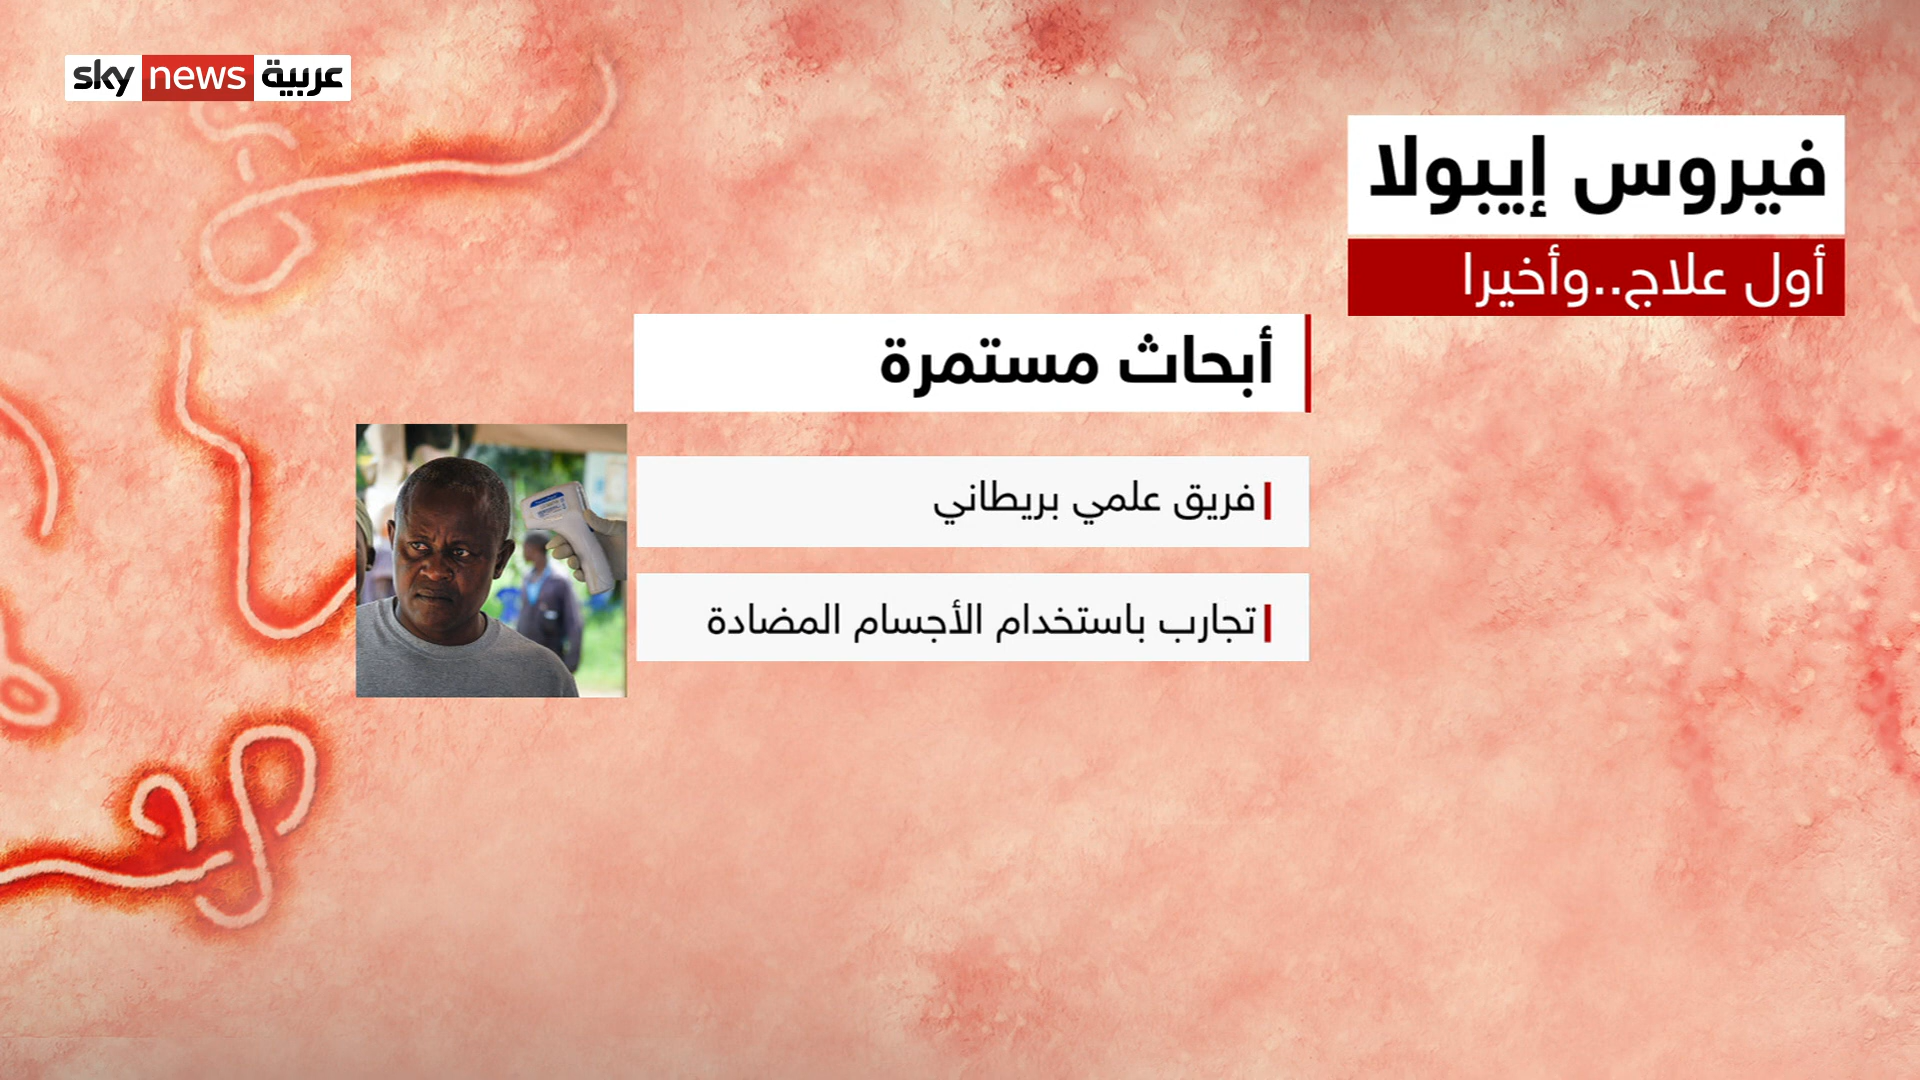 sky news عربية
فيروس إيبولا
أول علاج..وأخيرا
أبحاث مستمرة
فريق علمي بريطاني
تجارب باستخدام الأجسام المضادة